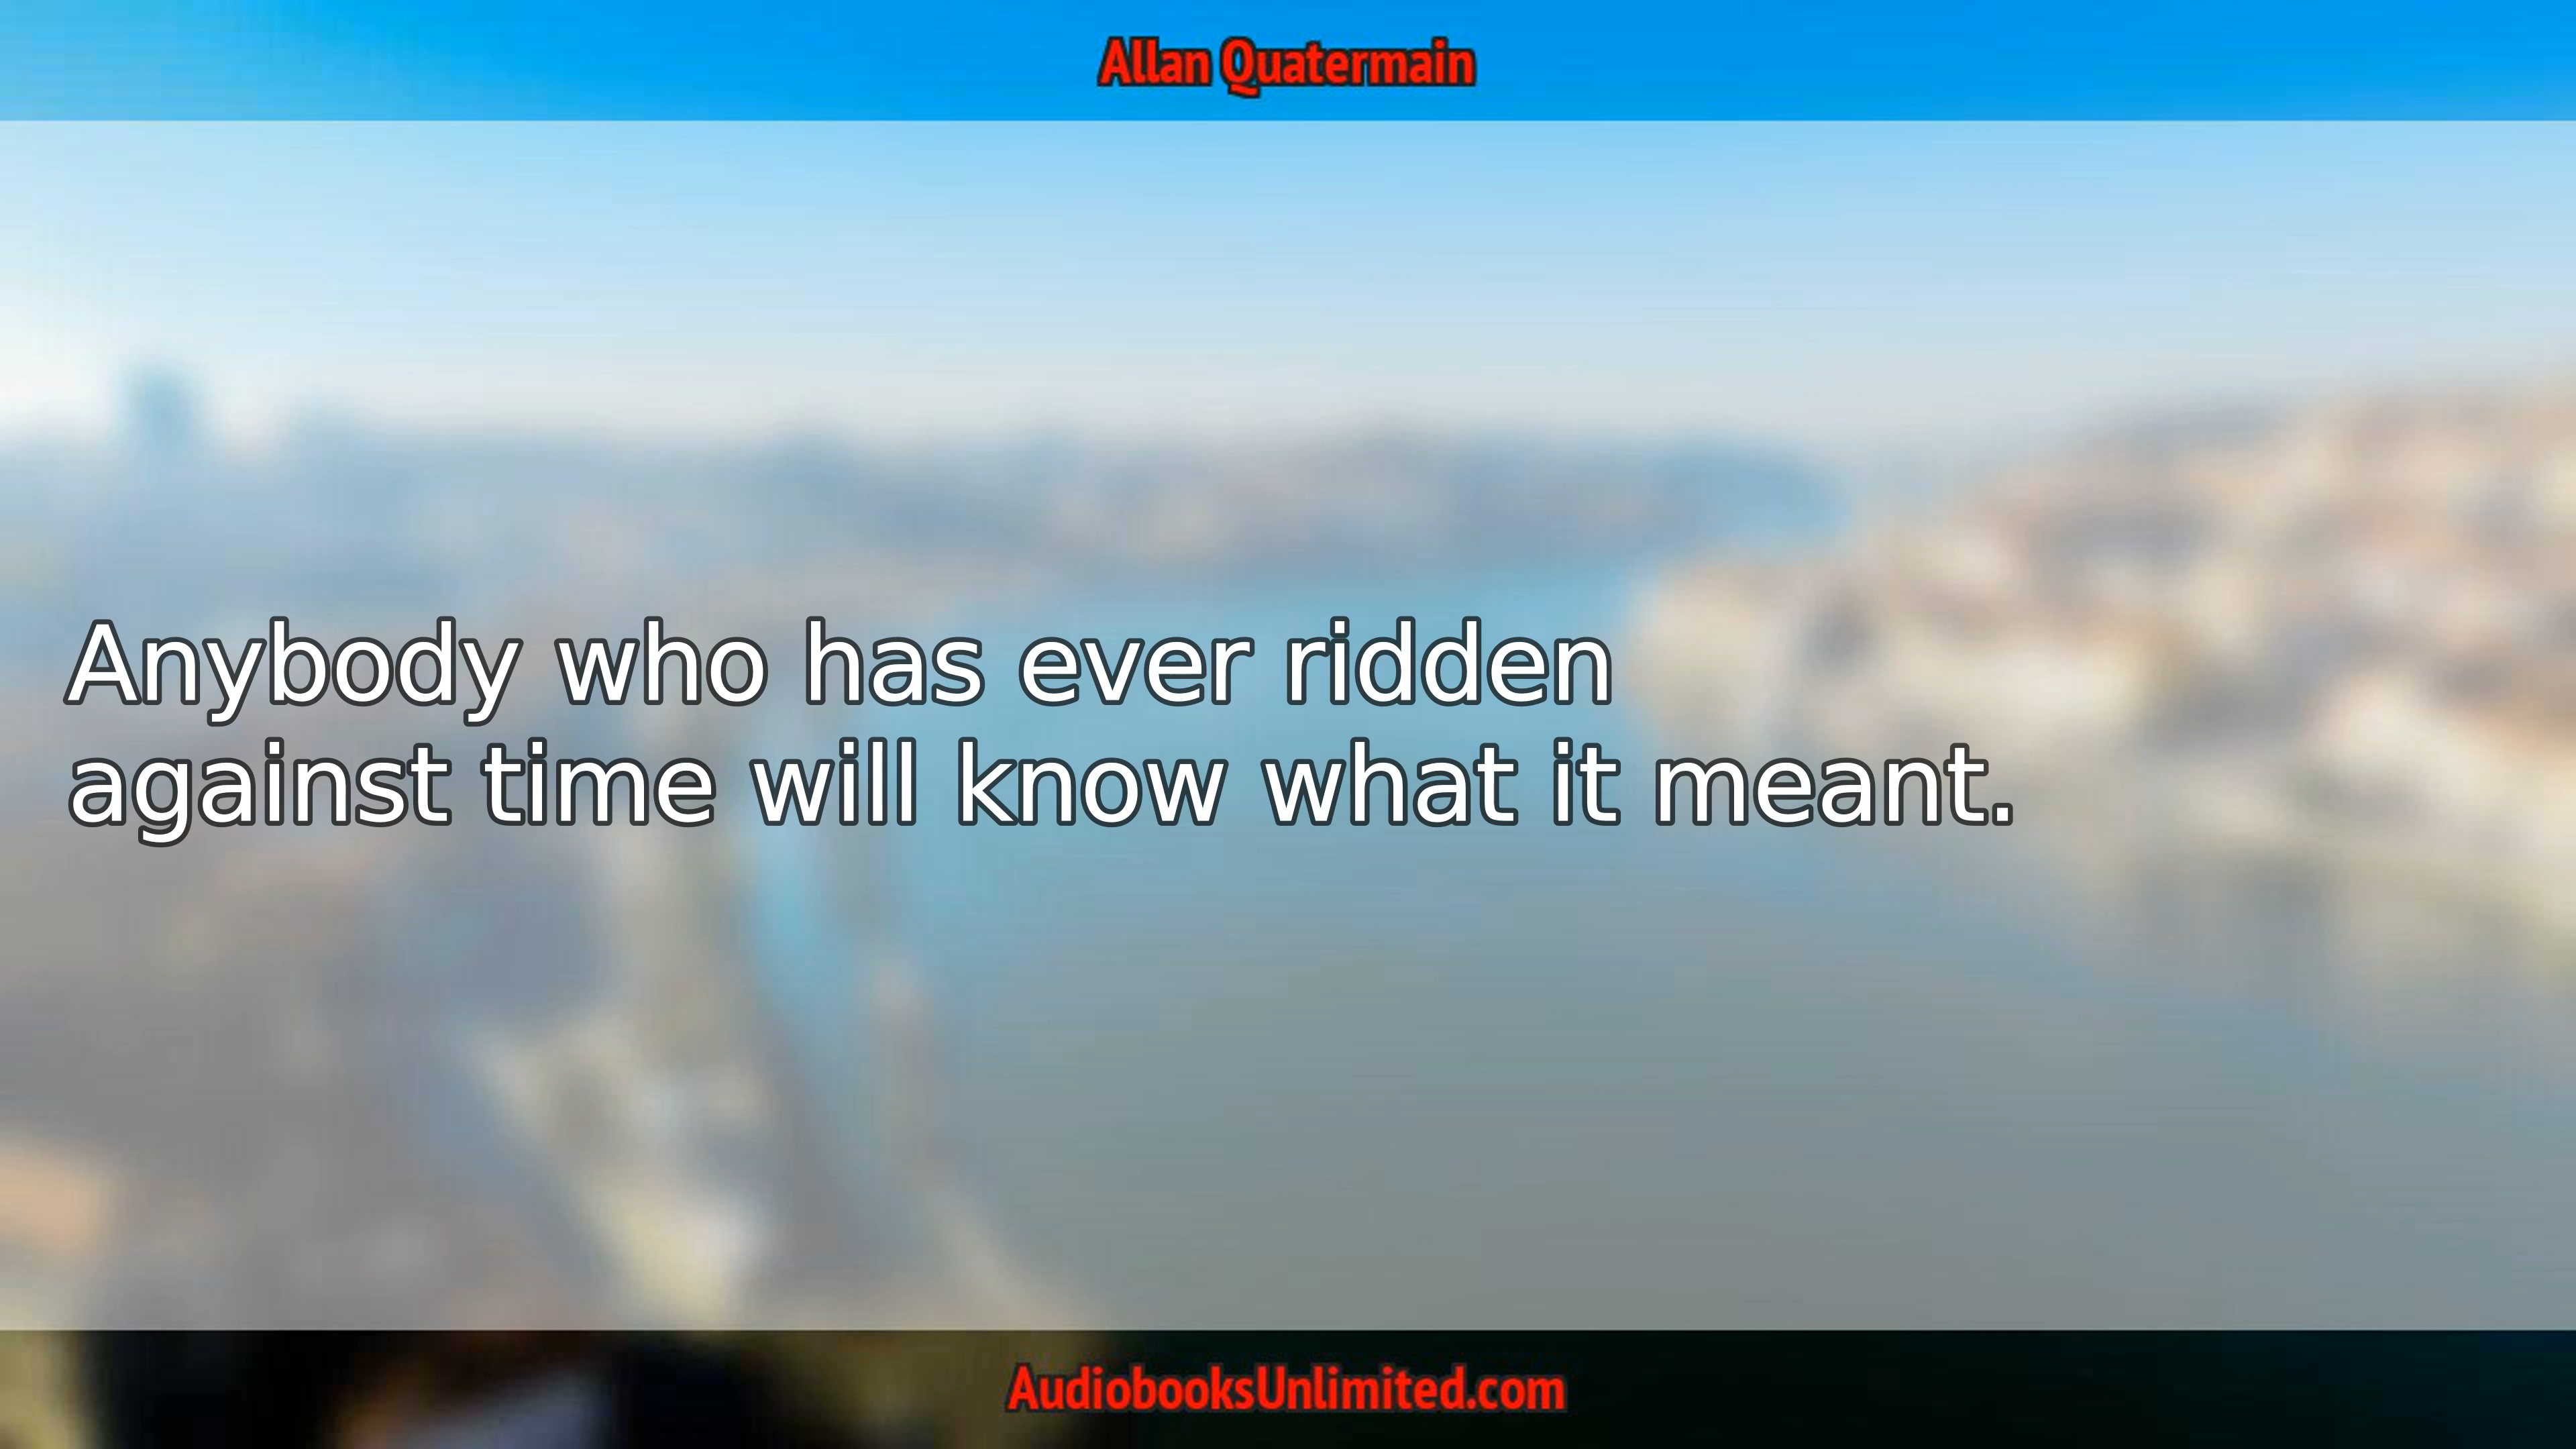 Allan Quatermain
Anybody who has ever ridden
against time will know what it meant.
AudiobooksUnlimited.com